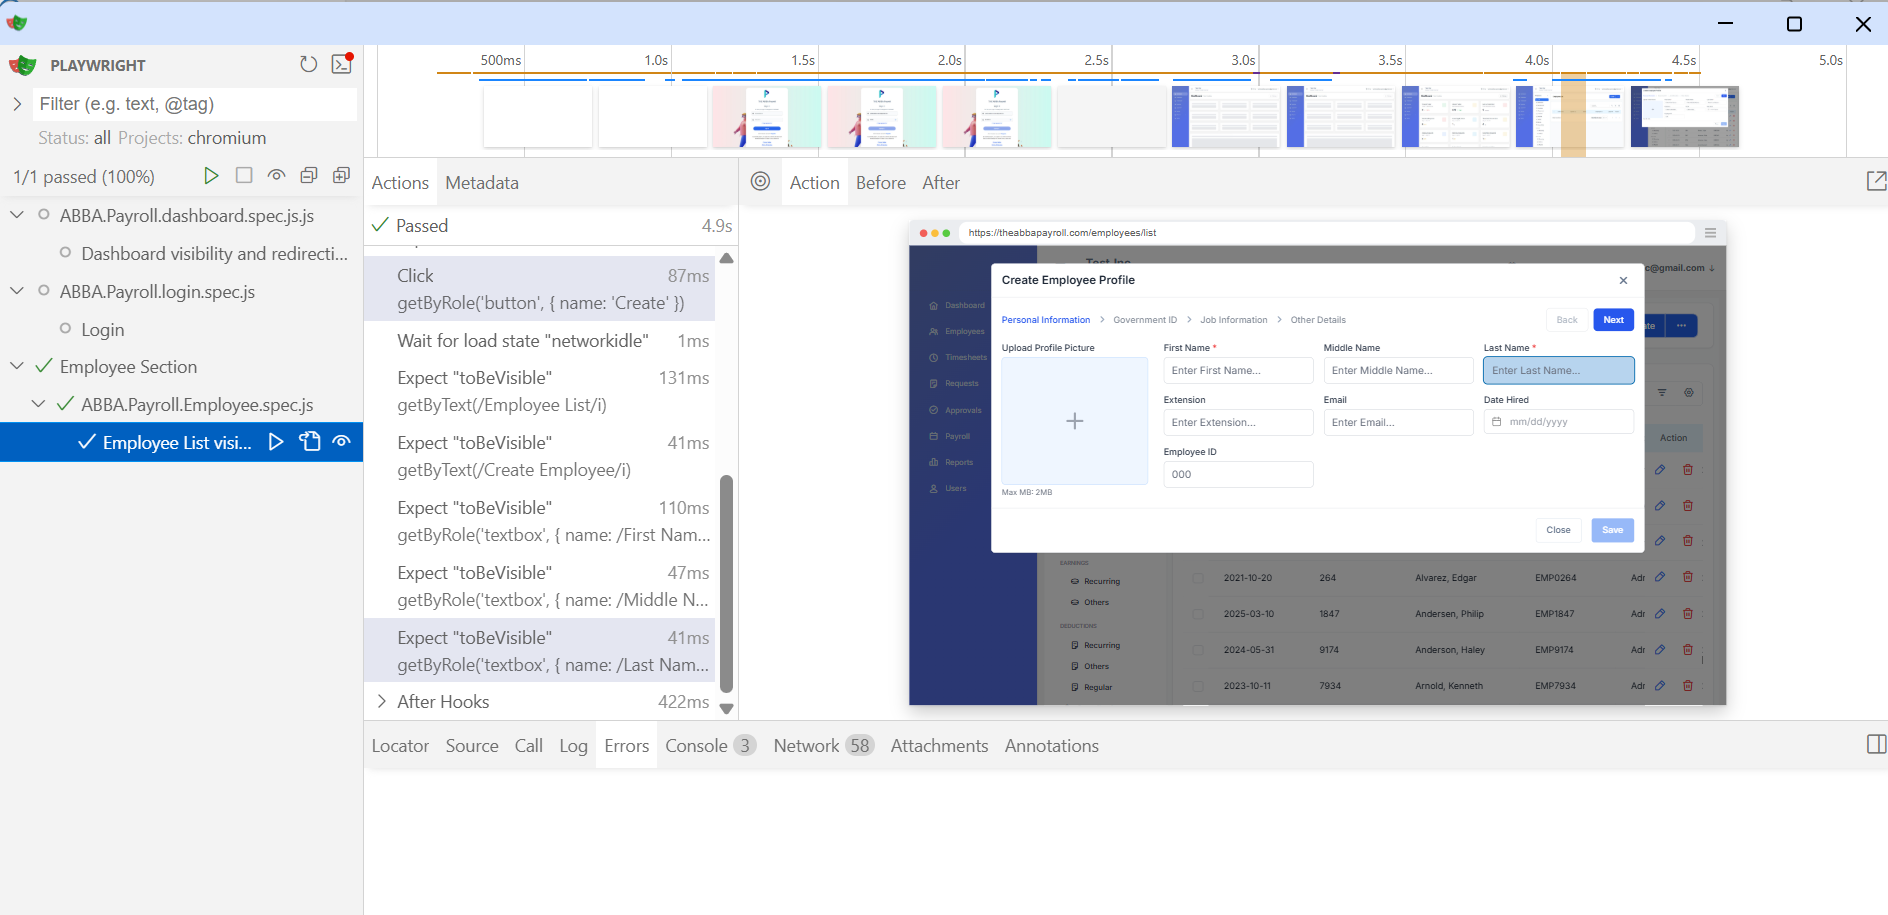 PLAYWRIGHT
Filter (e.g. text, @tag)
Status: all Projects: chromium
1/1 passed (100%)
ABBA.Payroll.dashboard.spec.js.js
Dashboard visibility and redirecti...
ABBA.Payroll.login.spec.js
Login
Employee Section
ABBA.Payroll.Employee.spec.js
Employee List visi...
500ms 1.0s 1.5s 2.0s 2.5s 3.0s 3.5s 4.0s 4.5s 5.0s
Actions Metadata
Passed 4.9s
Click 87ms
getByRole('button', { name: 'Create' })
Wait for load state "networkidle" 1ms
Expect "toBeVisible" 131ms
getByText(/Employee List/i)
Expect "toBeVisible" 41ms
getByText(/Create Employee/i)
Expect "toBeVisible" 110ms
getByRole('textbox', { name: /First Nam...
Expect "toBeVisible" 47ms
getByRole('textbox', { name: /Middle N...
Expect "toBeVisible" 41ms
getByRole('textbox', { name: /Last Nam...
After Hooks 422ms
Action Before After
https://theabbapayroll.com/employees/list
Test Inc
c@gmail.com
Dashboard
Employees
Timesheets
Requests
Approvals
Payroll
Reports
Users
Create Employee Profile
Personal Information > Government ID > Job Information > Other Details
Back Next
Upload Profile Picture
Max MB: 2MB
First Name * Middle Name Last Name *
Enter First Name... Enter Middle Name... Enter Last Name...
Extension Email Date Hired
Enter Extension... Enter Email... mm/dd/yyyy
Employee ID
000
Close Save
Action
EARNINGS
Recurring
Others
DEDUCTIONS
Recurring
Others
Regular
2021-10-20 264 Alvarez, Edgar EMP0264 Adr
2025-03-10 1847 Andersen, Philip EMP1847 Adr
2024-05-31 9174 Anderson, Haley EMP9174 Adr
2023-10-11 7934 Arnold, Kenneth EMP7934 Adr
Locator Source Call Log Errors Console 3 Network 58 Attachments Annotations